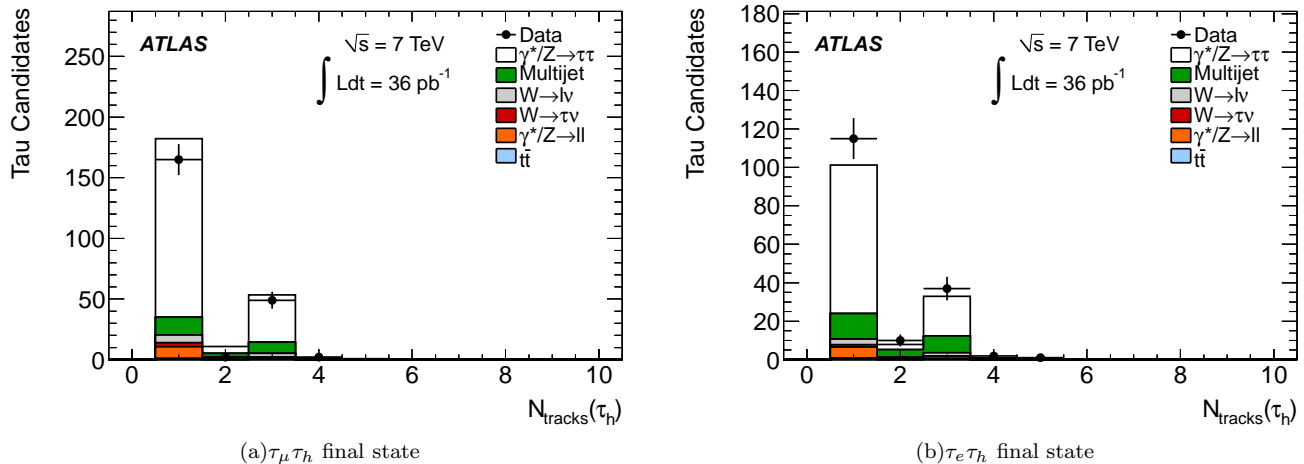 Tau Candidates
250
200
150
100
50
0
ATLAS
√s = 7 TeV
∫ Ldt = 36 pb⁻¹
Data
γ*/Z→ττ
Multijet
W→lν
W→τν
γ*/Z→ll
tt̄
0 2 4 6 8 10
N_tracks(τ_h)
(a)τ_μτ_h final state
Tau Candidates
180
160
140
120
100
80
60
40
20
0
ATLAS
√s = 7 TeV
∫ Ldt = 36 pb⁻¹
Data
γ*/Z→ττ
Multijet
W→lν
W→τν
γ*/Z→ll
tt̄
0 2 4 6 8 10
N_tracks(τ_h)
(b)τ_eτ_h final state